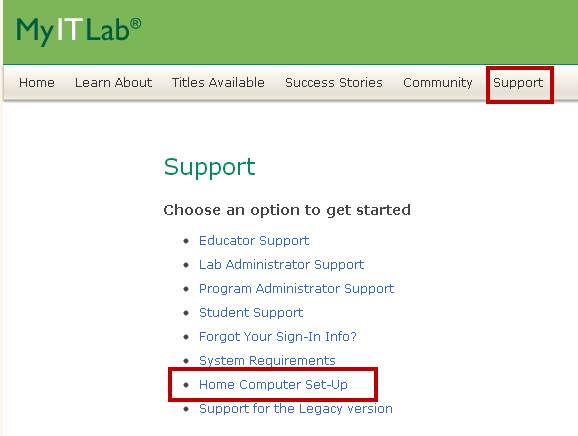 MyITLab®
Home Learn About Titles Available Success Stories Community Support
Support
Choose an option to get started
Educator Support
Lab Administrator Support
Program Administrator Support
Student Support
Forgot Your Sign-In Info?
System Requirements
Home Computer Set-Up
Support for the Legacy version